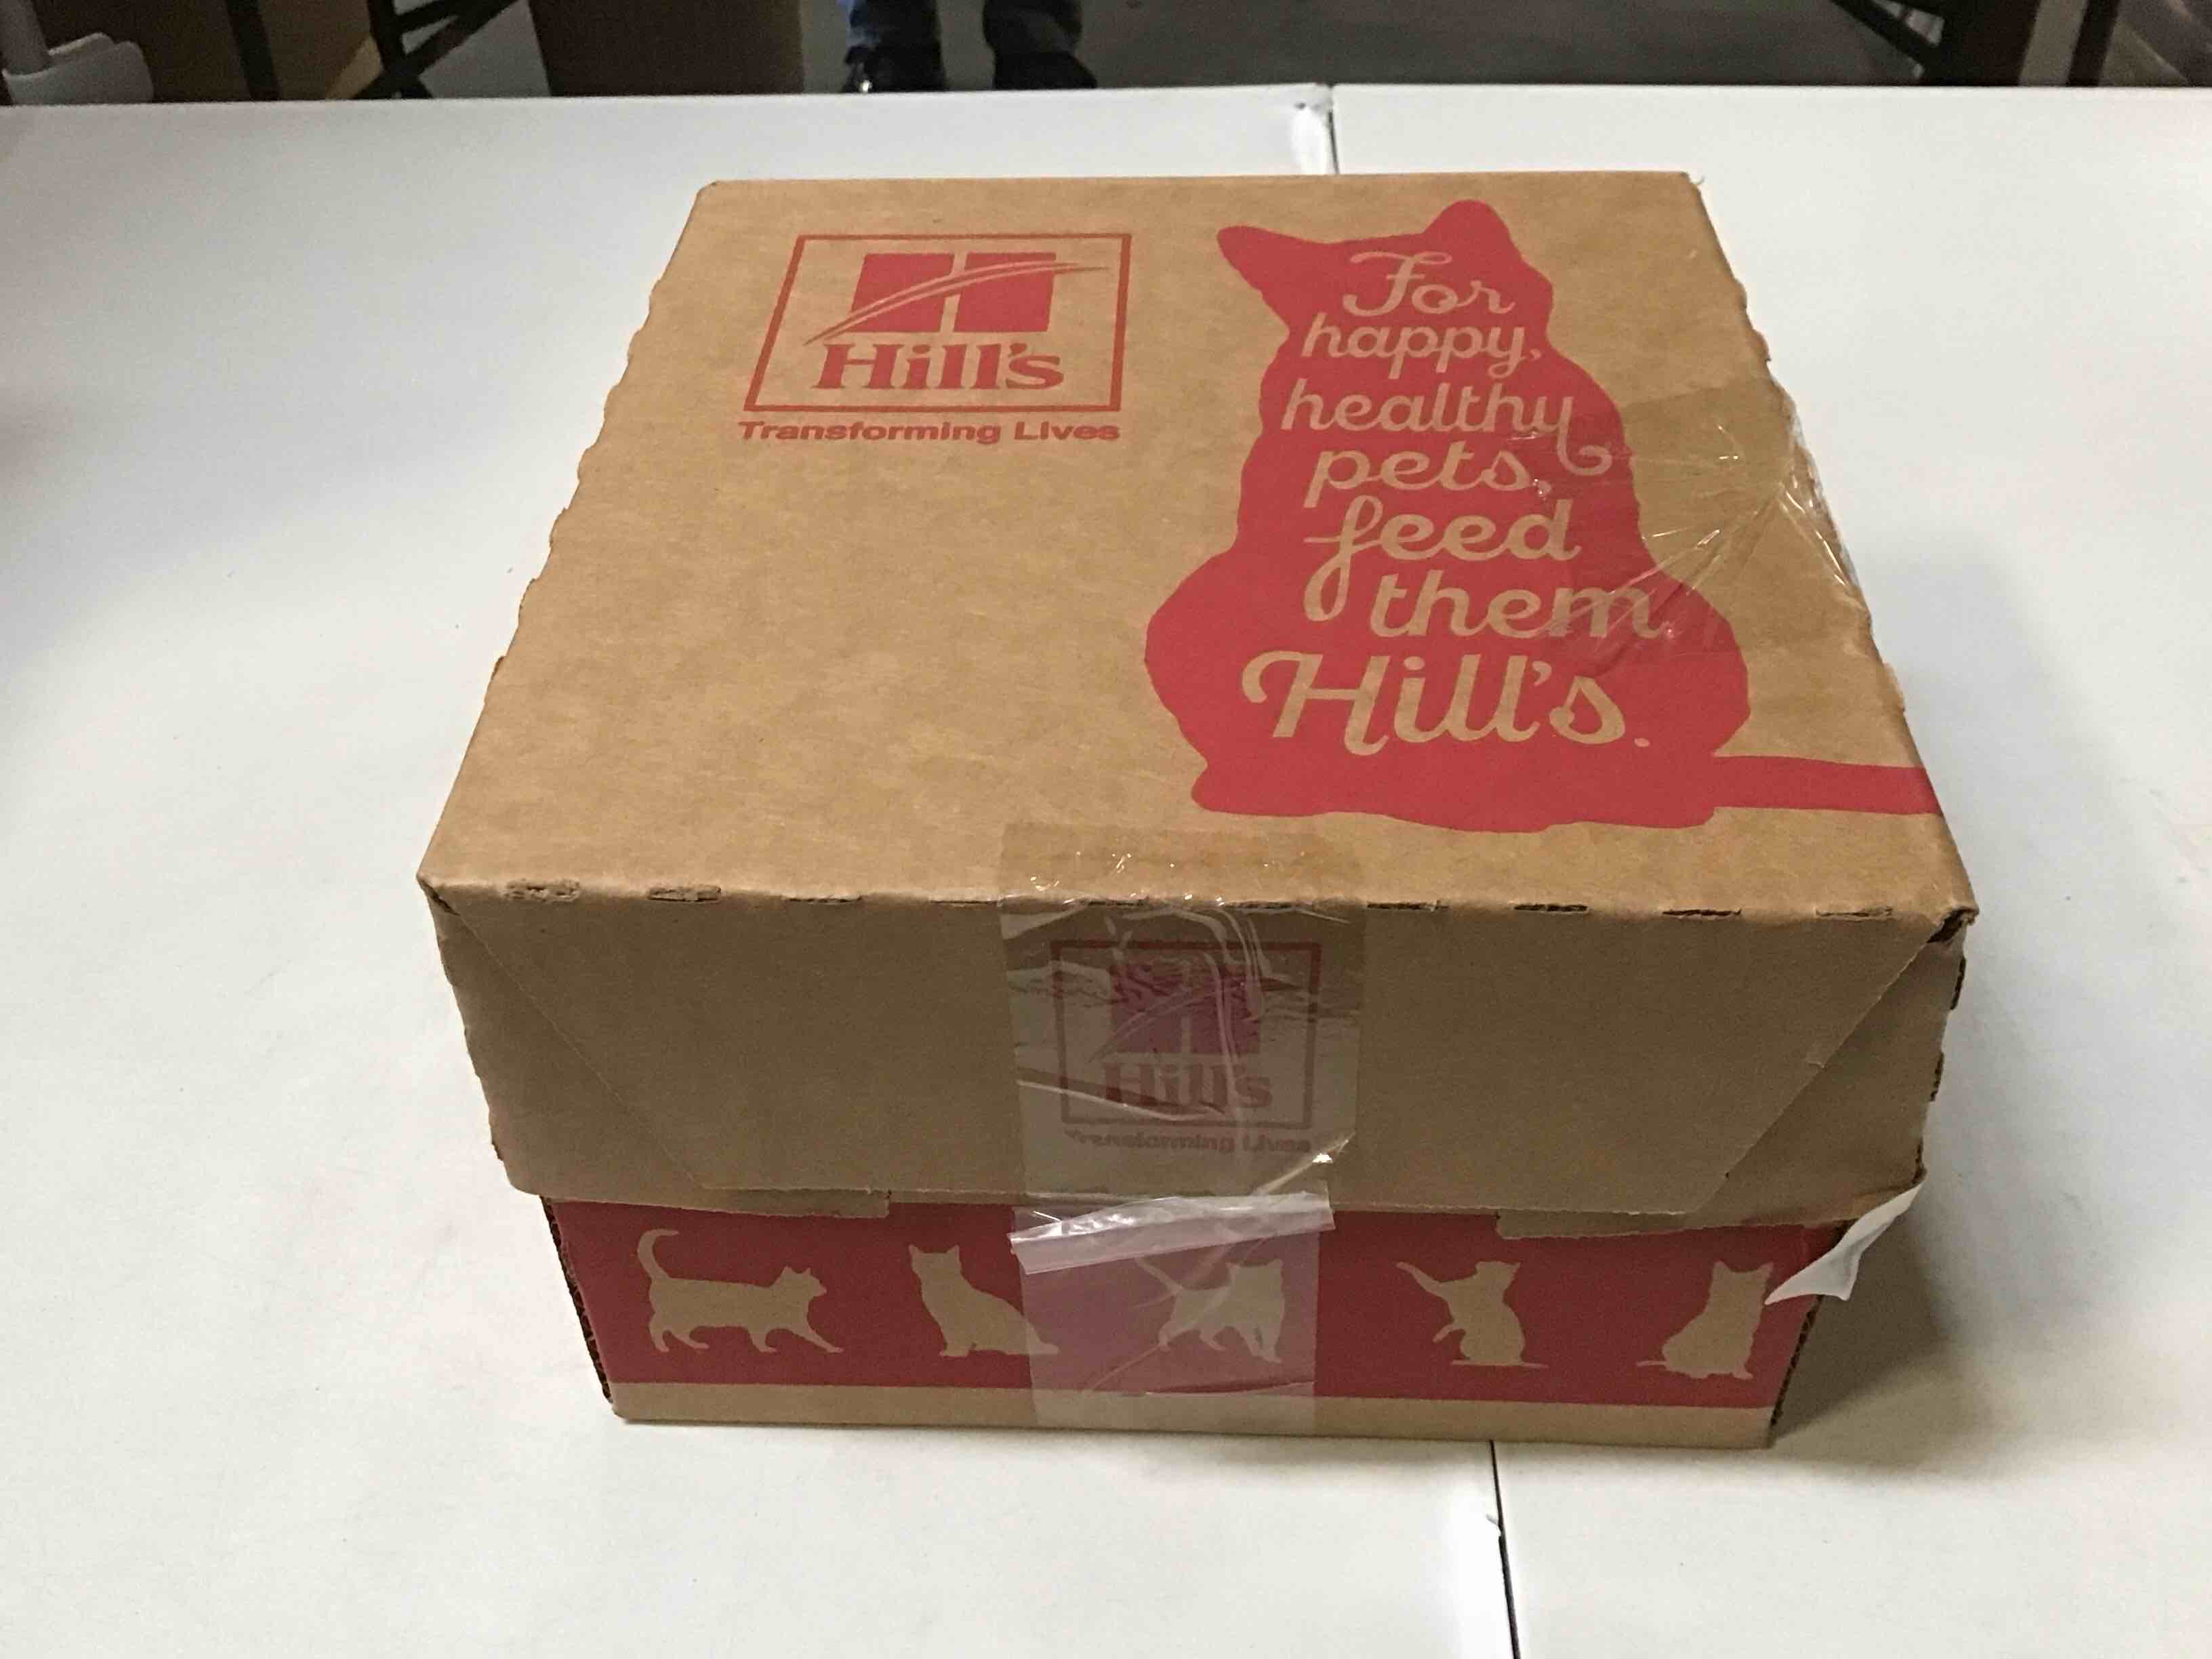 Hill's
Transforming Lives
For
happy,
healthy
pets,
feed
them
Hill's.
Hill's
Transforming Lives